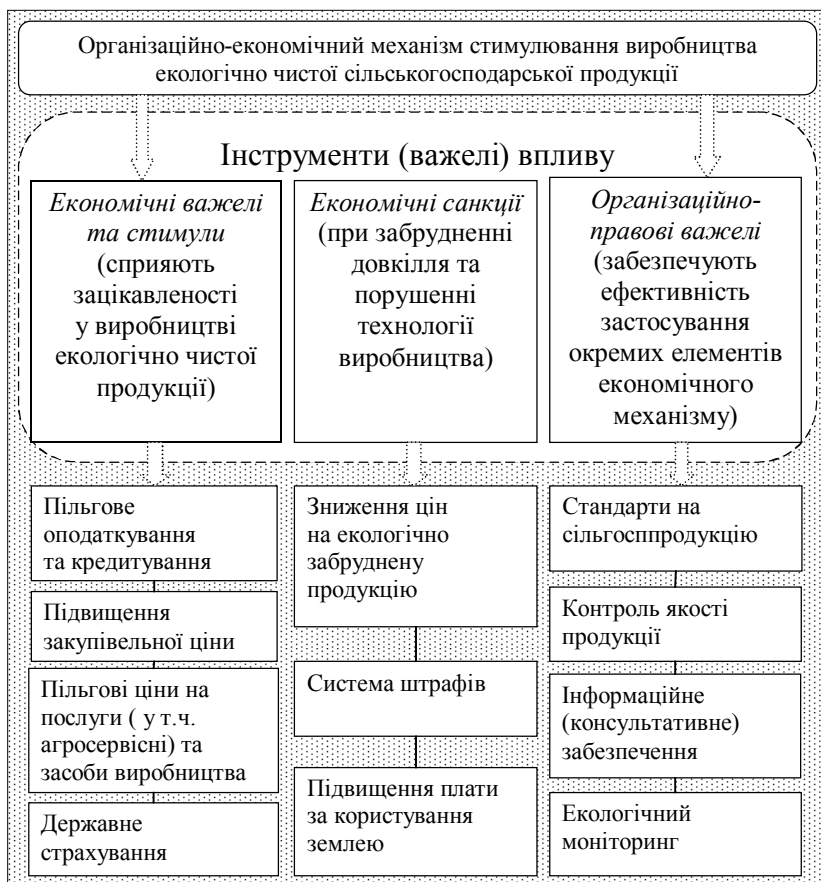 Організаційно-економічний механізм стимулювання виробництва
екологічно чистої сільськогосподарської продукції
Інструменти (важелі) впливу
Економічні важелі
та стимули
(сприяють
зацікавленості
у виробництві
екологічно чистої
продукції)
Економичні санкції
(при забрудненні
довкілля та
порушенні
технології
виробництва)
Організаційно-
правові важелі
(забезпечують
ефективність
застосування
окремих елементів
економічного
механізму)
Пільгове
оподаткування
та кредитування
Підвищення
закупівельної ціни
Пільгові ціни на
послуги ( у т.ч.
агросервісні) та
засоби виробництва
Державне
страхування
Зниження цін
на екологічно
забруднену
продукцію
Система штрафів
Підвищення плати
за користування
землею
Стандарти на
сільгосппродукцію
Контроль якості
продукції
Інформаційне
(консультативне)
забезпечення
Екологічний
моніторинг